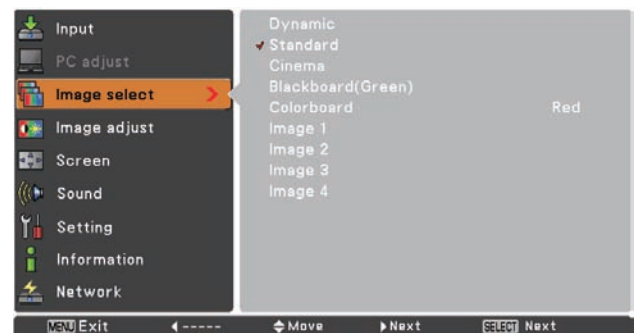 Input
PC adjust
Image select
Image adjust
Screen
Sound
Setting
Information
Network
Dynamic
Standard
Cinema
Blackboard(Green)
Colorboard Red
Image 1
Image 2
Image 3
Image 4
MENU Exit ◀----- Move ▶Next SELECT Next